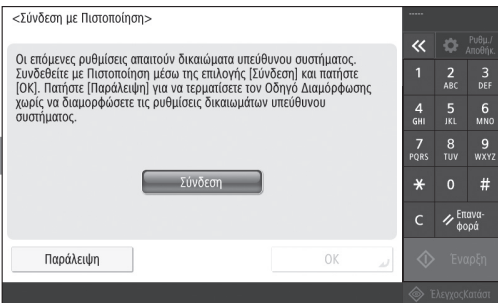 <Σύνδεση με Πιστοποίηση>
Οι επόμενες ρυθμίσεις απαιτούν δικαιώματα υπεύθυνου συστήματος.
Συνδεθείτε με Πιστοποίηση μέσω της επιλογής [Σύνδεση] και πατήστε
[OK]. Πατήστε [Παράλειψη] για να τερματίσετε τον Οδηγό Διαμόρφωσης
χωρίς να διαμορφώσετε τις ρυθμίσεις δικαιωμάτων υπεύθυνου
συστήματος.
Σύνδεση
Παράλειψη
OK
-----
Ρυθμ./
Αποθήκ.
1 2 3
ABC DEF
4 5 6
GHI JKL MNO
7 8 9
PQRS TUV WXYZ
* 0 #
C Επανα-
φορά
Έναρξη
ΈλεγχοςΚατάστ